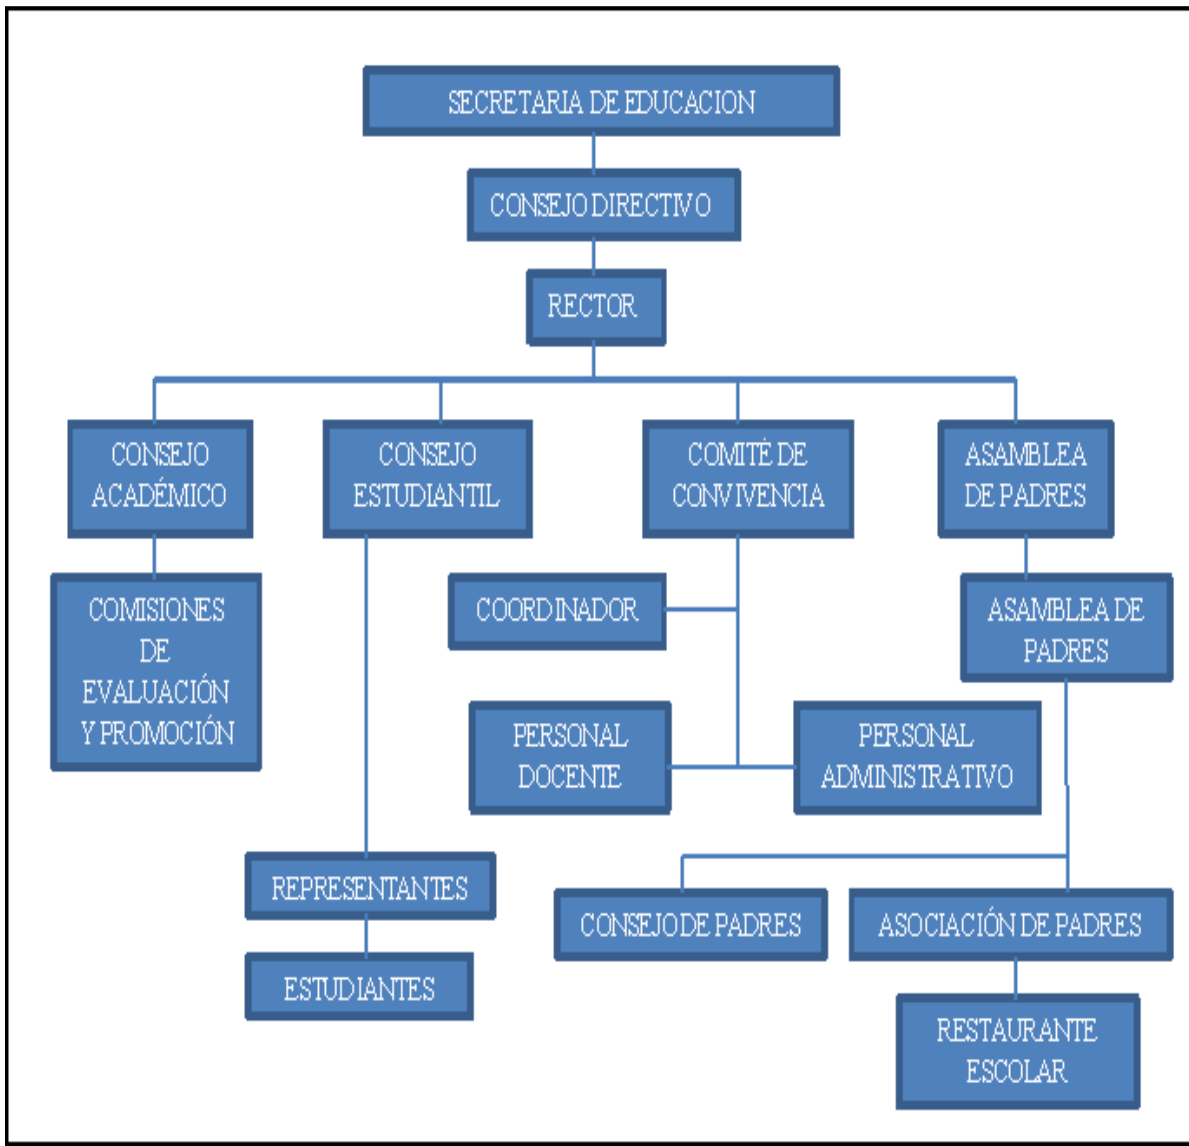 SECRETARIA DE EDUCACION
CONSEJO DIRECTIVO
RECTOR
CONSEJO
ACADÉMICO
CONSEJO
ESTUDIANTIL
COMITÉ DE
CONVIVENCIA
ASAMBLEA
DE PADRES
COMISIONES
DE
EVALUACIÓN
Y PROMOCIÓN
COORDINADOR
ASAMBLEA DE
PADRES
PERSONAL
DOCENTE
PERSONAL
ADMINISTRATIVO
REPRESENTANTES
CONSEJO DE PADRES
ASOCIACIÓN DE PADRES
ESTUDIANTES
RESTAURANTE
ESCOLAR